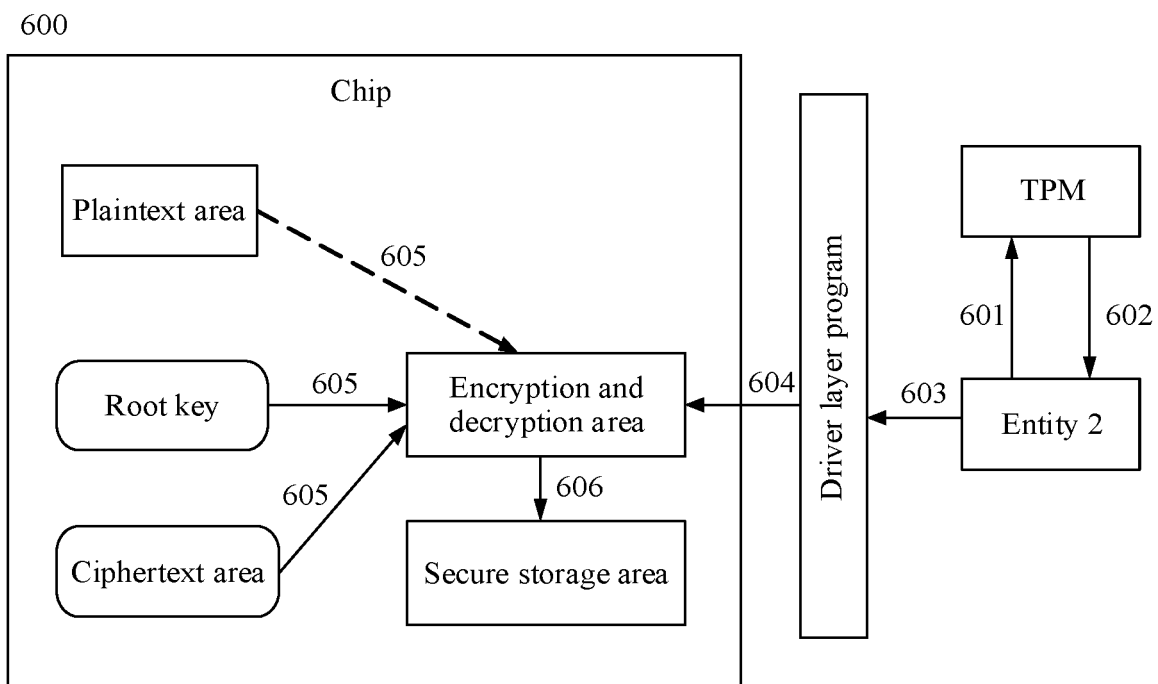 600
Chip
Plaintext area
605
TPM
601
602
Driver layer program
Root key
605
Encryption and
decryption area
604
603
Entity 2
605
606
Ciphertext area
Secure storage area